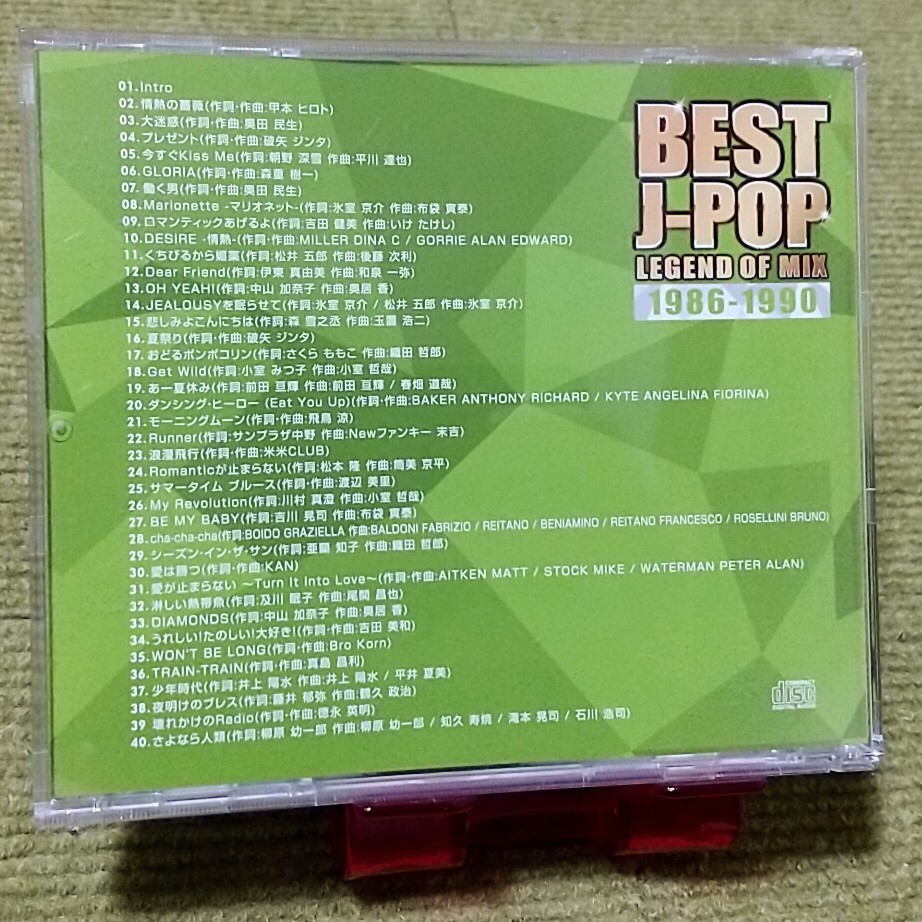 01.Intro
02.情熱の薔薇(作詞・作曲:甲本 ヒロト)
03.大迷惑(作詞・作曲:奥田 民生)
04.プレゼント(作詞・作曲:破矢 ジンタ)
05.今すぐKiss Me(作詞:朝野 深雪 作曲:平川 達也)
06.GLORIA(作詞・作曲:森重 樹一)
07.働く男(作詞・作曲:奥田 民生)
08.Marionette -マリオネット-(作詞:氷室 京介 作曲:布袋 寅泰)
09.ロマンティックあげるよ(作詞:吉田 健美 作曲:いけ たけし)
10.DESIRE -情熱-(作詞・作曲:MILLER DINA C / GORRIE ALAN EDWARD)
11.くちびるから媚薬(作詞:松井 五郎 作曲:後藤 次利)
12.Dear Friend(作詞:伊東 真由美 作曲:和泉 一弥)
13.OH YEAH!(作詞:中山 加奈子 作曲:奥居 香)
14.JEALOUSYを眠らせて(作詞:氷室 京介 / 松井 五郎 作曲:氷室 京介)
15.悲しみよこんにちは(作詞:森 雪之丞 作曲:玉置 浩二)
16.夏祭り(作詞・作曲:破矢 ジンタ)
17.おどるポンポコリン(作詞:さくら ももこ 作曲:織田 哲郎)
18.Get Wild(作詞:小室 みつ子 作曲:小室 哲哉)
19.あー夏休み(作詞:前田 亘輝 作曲:前田 亘輝 / 春畑 道哉)
20.ダンシング・ヒーロー (Eat You Up)(作詞・作曲:BAKER ANTHONY RICHARD / KYTE ANGELINA FIORINA)
21.モーニングムーン(作詞・作曲:飛鳥 涼)
22.Runner(作詞:サンプラザ中野 作曲:Newファンキー 末吉)
23.浪漫飛行(作詞・作曲:米米CLUB)
24.Romanticが止まらない(作詞:松本 隆 作曲:筒美 京平)
25.サマータイム ブルース(作詞・作曲:渡辺 美里)
26.My Revolution(作詞:川村 真澄 作曲:小室 哲哉)
27.BE MY BABY(作詞:吉川 晃司 作曲:布袋 寅泰)
28.cha-cha-cha(作詞:BOIDO GRAZIELLA 作曲:BALDONI FABRIZIO / REITANO / BENIAMINO / REITANO FRANCESCO / ROSELLINI BRUNO)
29.シーズン・イン・ザ・サン(作詞:亜蘭 知子 作曲:織田 哲郎)
30.愛は勝つ(作詞・作曲:KAN)
31.愛が止まらない ～Turn It Into Love～(作詞・作曲:AITKEN MATT / STOCK MIKE / WATERMAN PETER ALAN)
32.淋しい熱帯魚(作詞:及川 眠子 作曲:尾関 昌也)
33.DIAMONDS(作詞:中山 加奈子 作曲:奥居 香)
34.うれしい!たのしい!大好き!(作詞・作曲:吉田 美和)
35.WON'T BE LONG(作詞・作曲:Bro Korn)
36.TRAIN-TRAIN(作詞・作曲:真島 昌利)
37.少年時代(作詞:井上 陽水 作曲:井上 陽水 / 平井 夏美)
38.夜明けのブレス(作詞:藤井 郁弥 作曲:鶴久 政治)
39 壊れかけのRadio(作詞・作曲:徳永 英明)
40.さよなら人類(作詞:柳原 幼一郎 作曲:柳原 幼一郎 / 知久 寿焼 / 滝本 晃司 / 石川 浩司)
BEST
J-POP
LEGEND OF MIX
1986-1990
COMPACT
disc
DIGITAL AUDIO